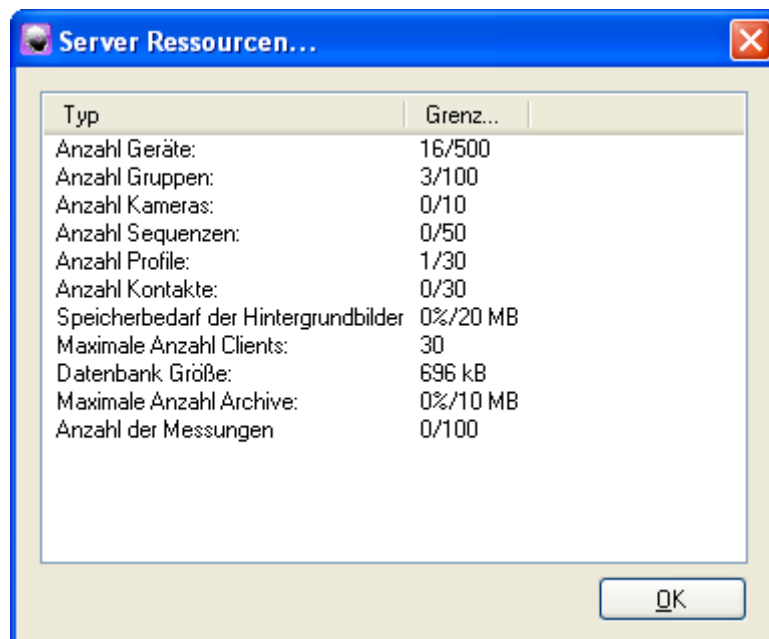 Server Ressourcen...
Typ Grenz...
Anzahl Geräte: 16/500
Anzahl Gruppen: 3/100
Anzahl Kameras: 0/10
Anzahl Sequenzen: 0/50
Anzahl Profile: 1/30
Anzahl Kontakte: 0/30
Speicherbedarf der Hintergrundbilder 0%/20 MB
Maximale Anzahl Clients: 30
Datenbank Größe: 696 kB
Maximale Anzahl Archive: 0%/10 MB
Anzahl der Messungen 0/100
OK